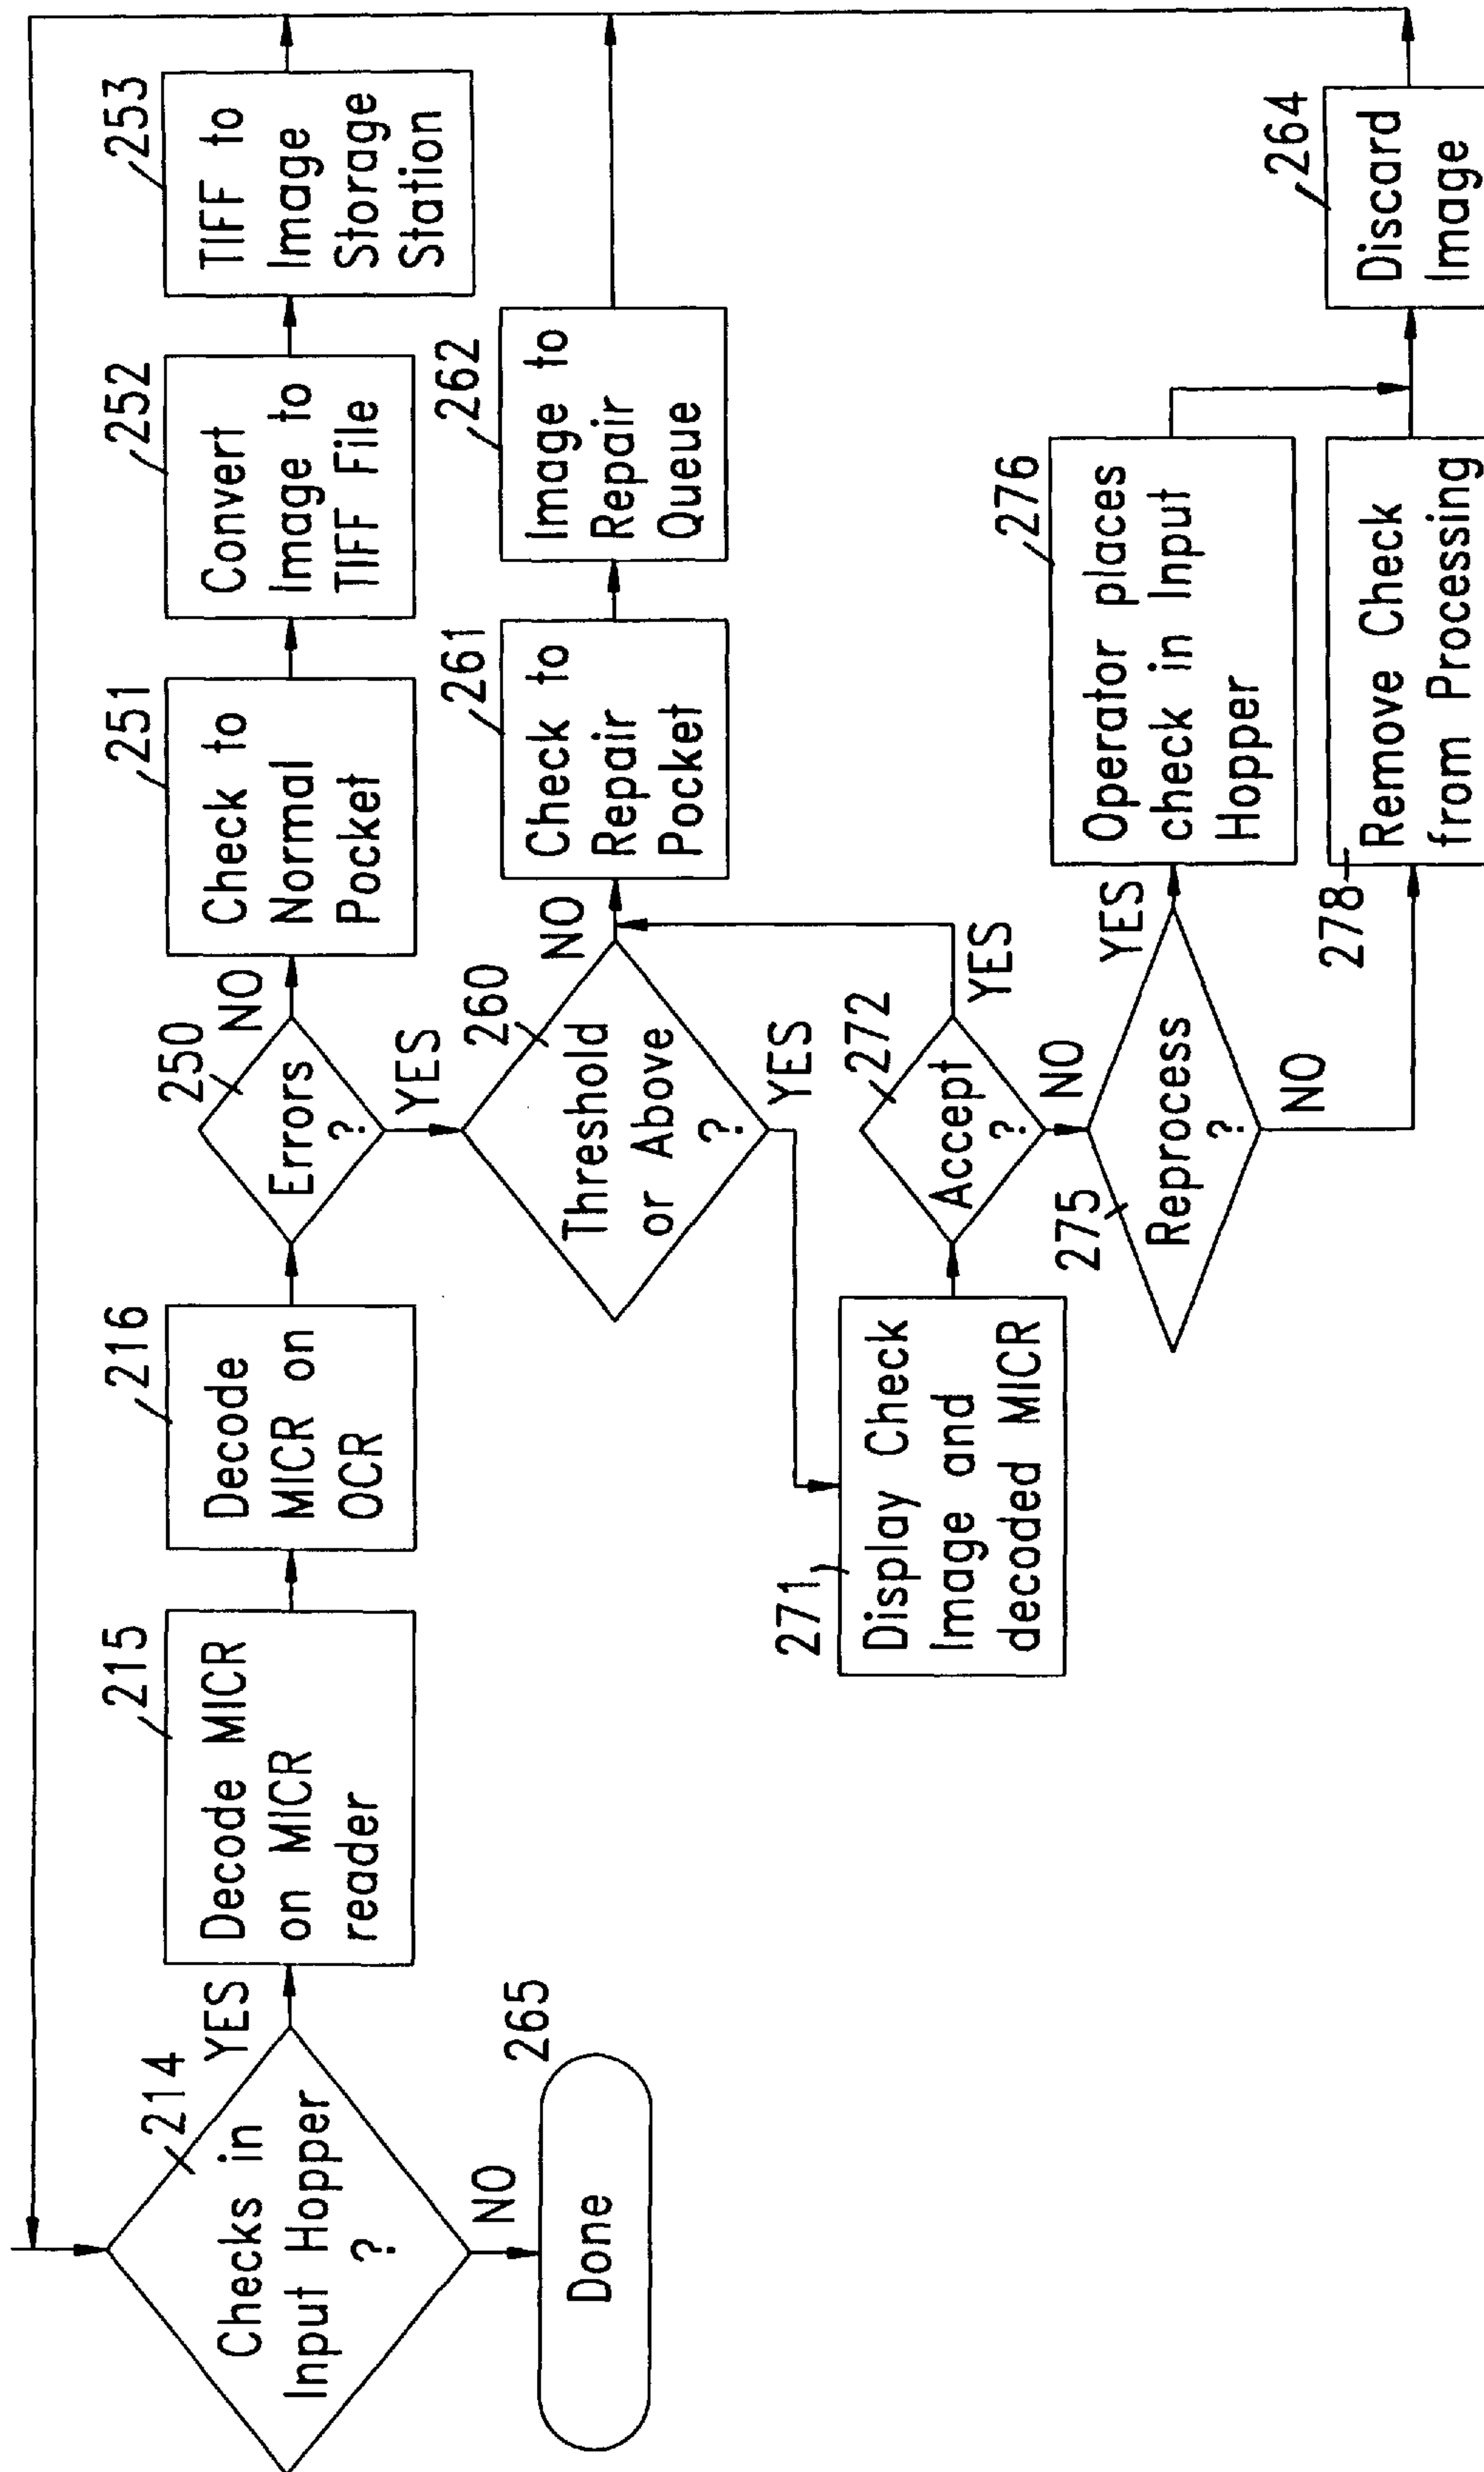 214
Checks in
Input Hopper
?
YES
NO
265
Done
215
Decode MICR
on MICR
reader
216
Decode
MICR on
OCR
250
Errors
?
NO
YES
251
Check to
Normal
Pocket
252
Convert
Image to
TIFF File
253
TIFF to
Image
Storage
Station
260
Threshold
or Above
?
NO
YES
261
Check to
Repair
Pocket
262
Image to
Repair
Queue
271
Display Check
Image and
decoded MICR
272
Accept
?
YES
NO
275
Reprocess
?
YES
NO
276
Operator places
check in Input
Hopper
278
Remove Check
from Processing
264
Discard
Image